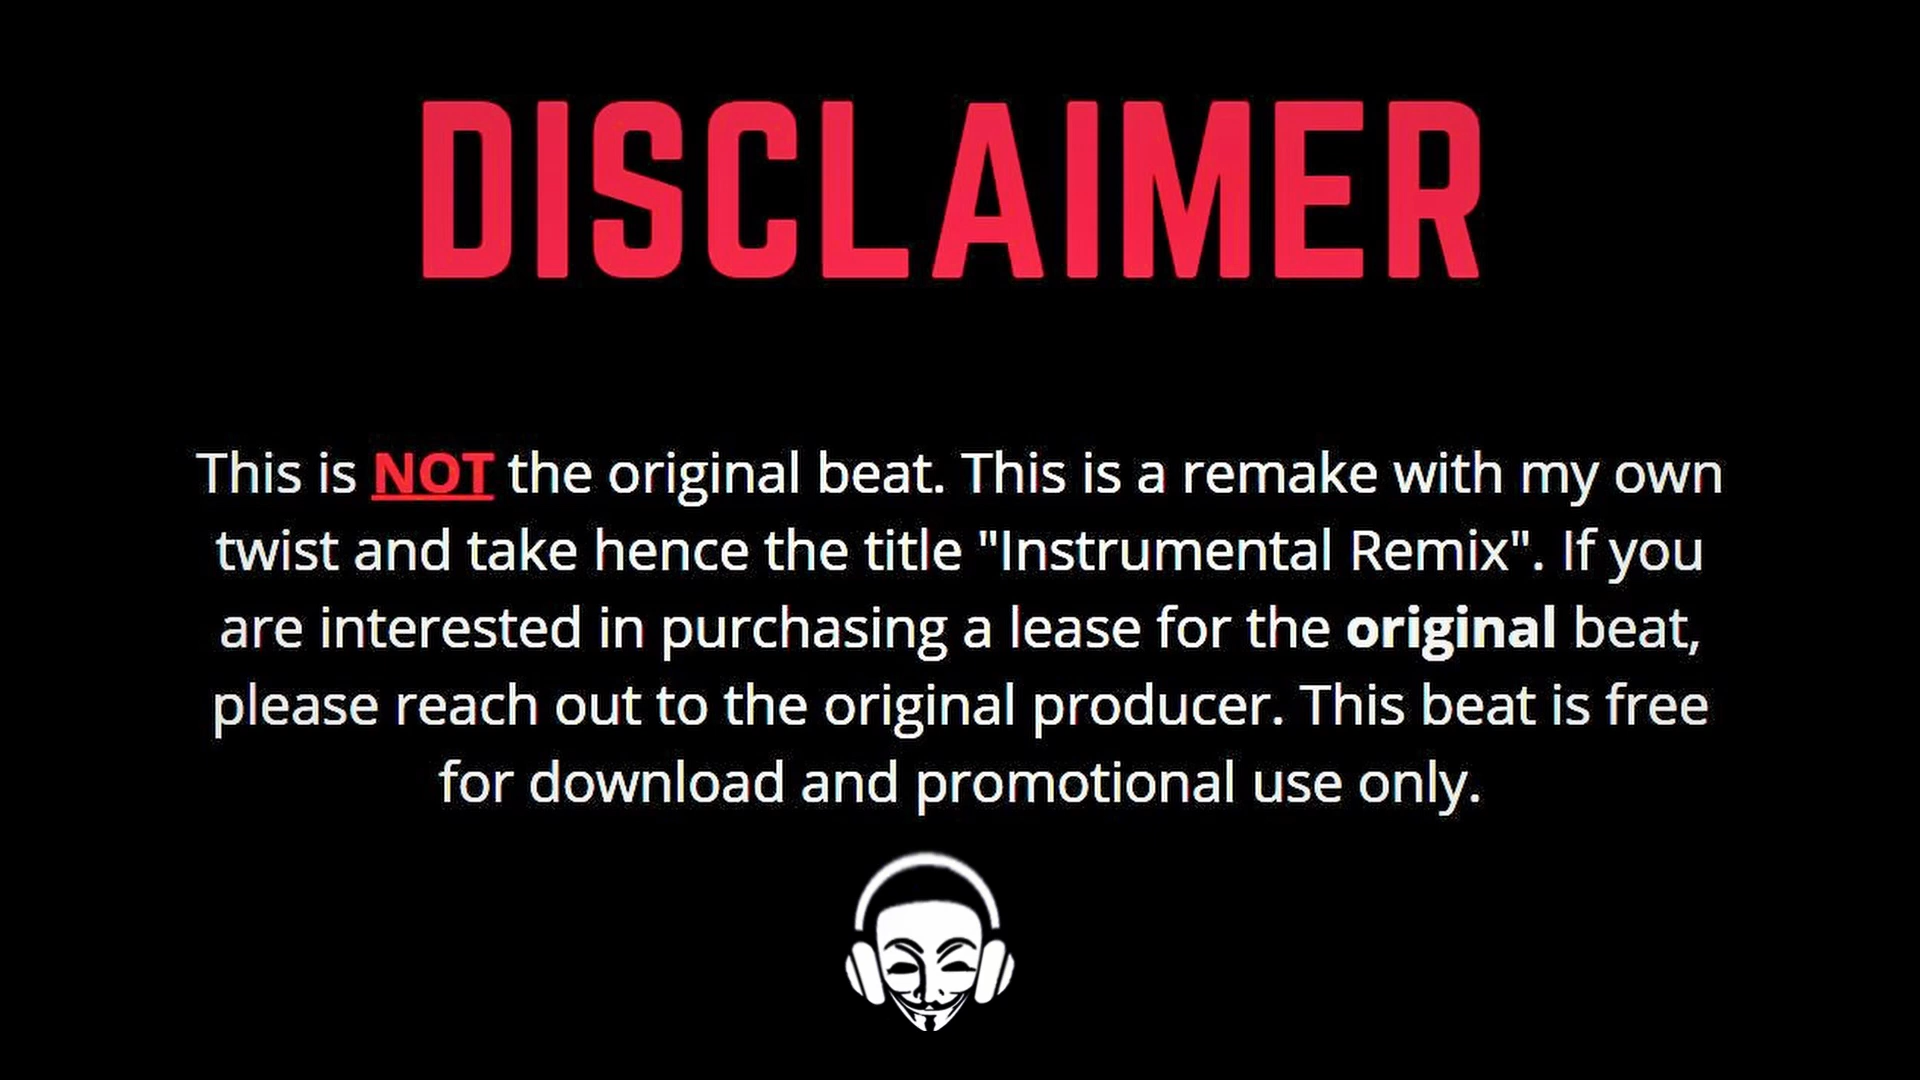 DISCLAIMER
This is NOT the original beat. This is a remake with my own
twist and take hence the title "Instrumental Remix". If you
are interested in purchasing a lease for the original beat,
please reach out to the original producer. This beat is free
for download and promotional use only.